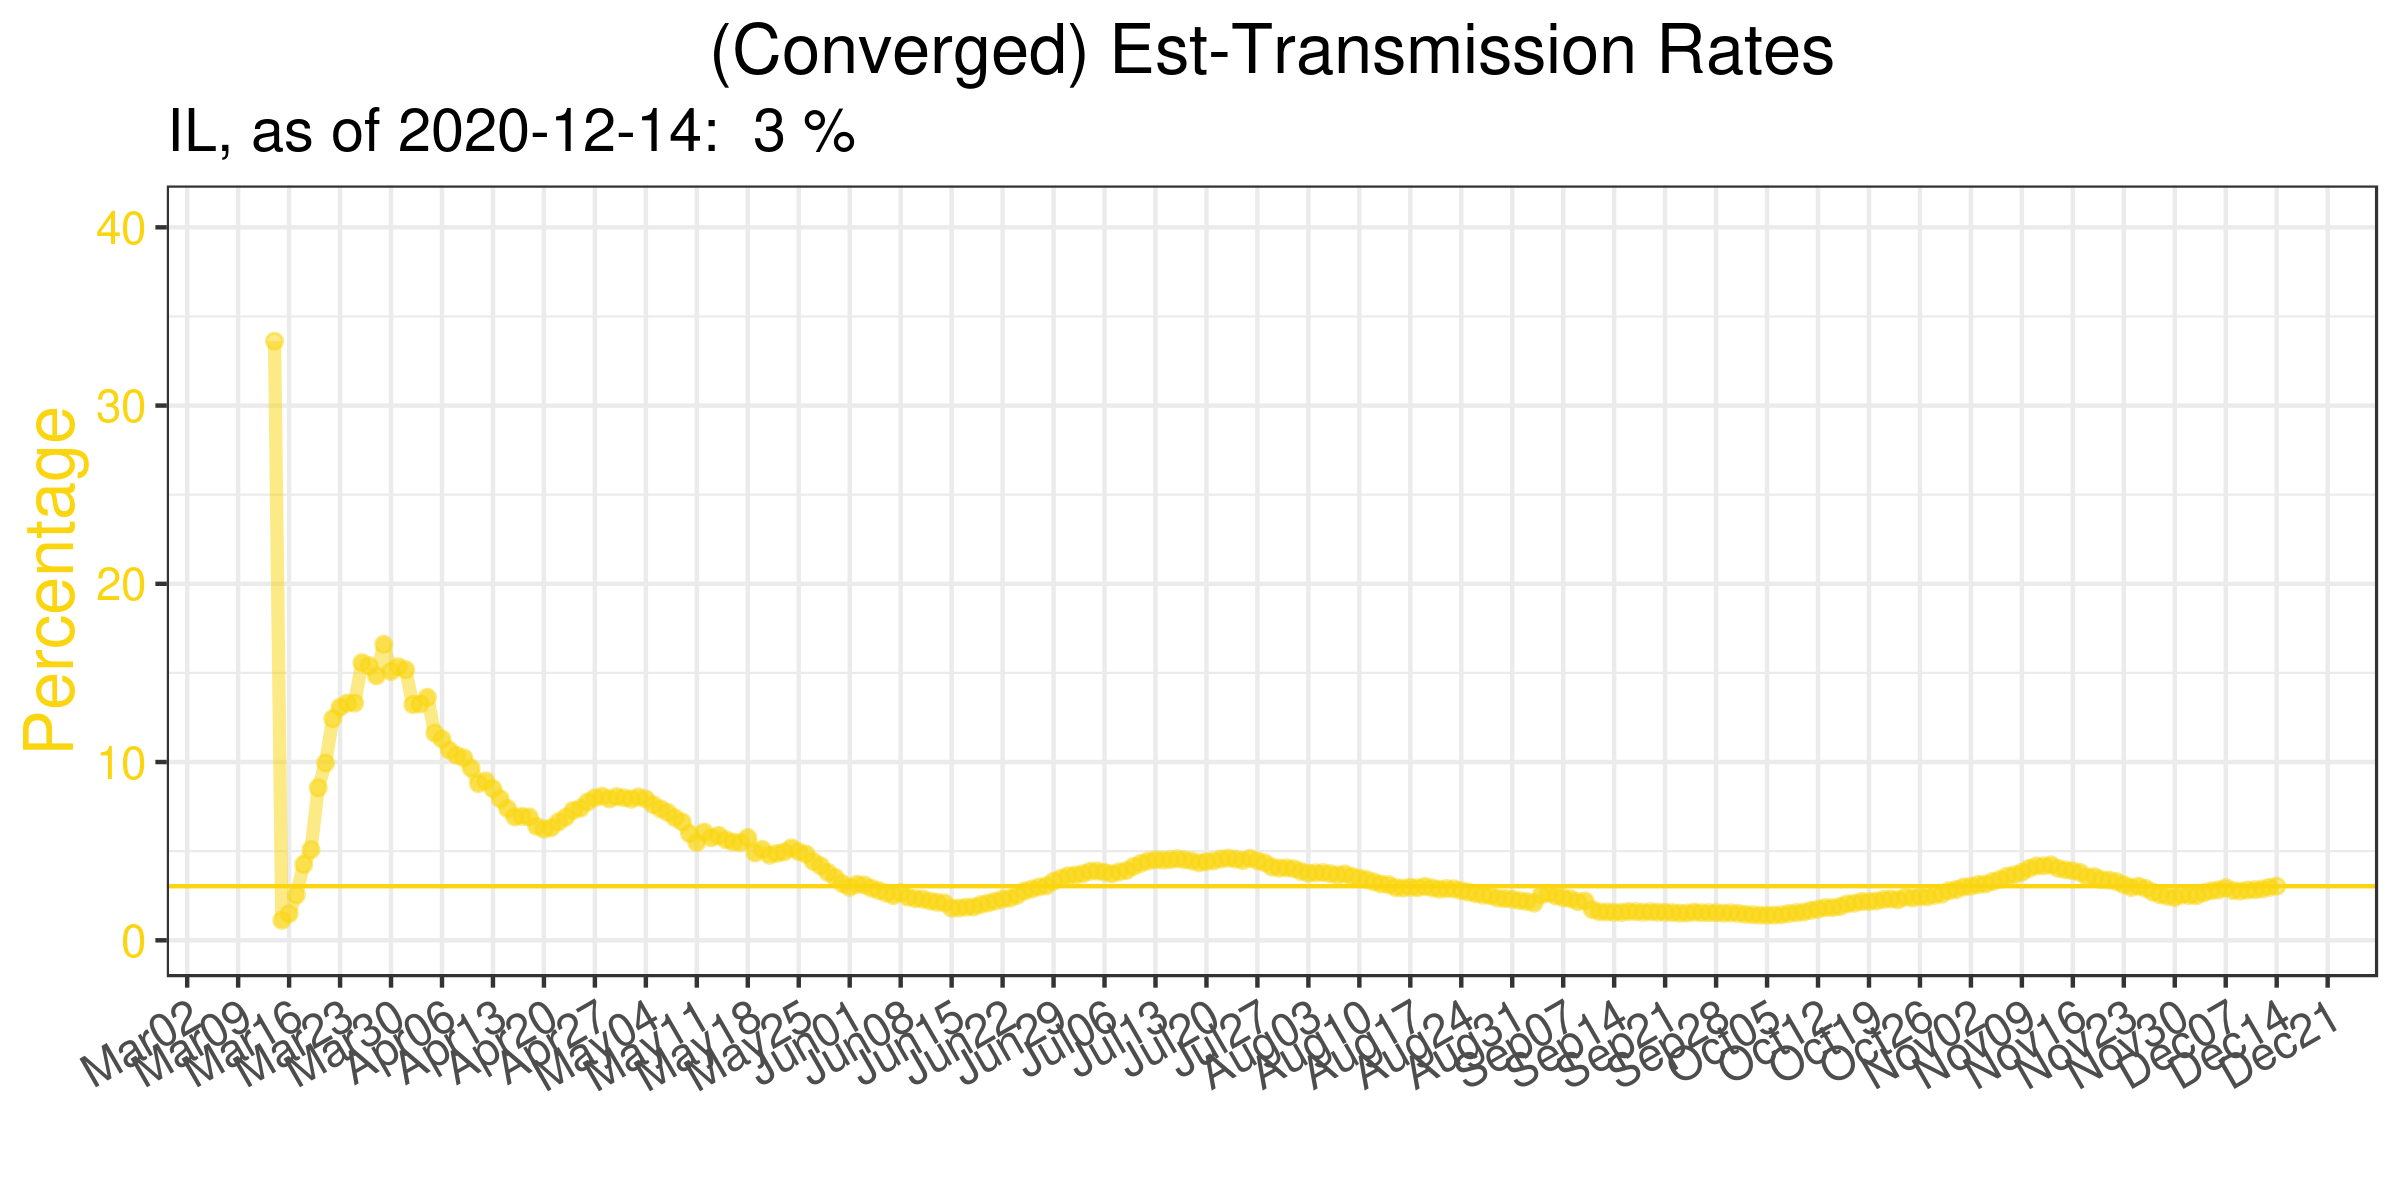 (Converged) Est-Transmission Rates
IL, as of 2020-12-14:  3 %
Percentage
40
30
20
10
0
Mar02
Mar09
Mar16
Mar23
Mar30
Apr06
Apr13
Apr20
Apr27
May04
May11
May18
May25
Jun01
Jun08
Jun15
Jun22
Jun29
Jul06
Jul13
Jul20
Jul27
Aug03
Aug10
Aug17
Aug24
Aug31
Sep07
Sep14
Sep21
Sep28
Oct05
Oct12
Oct19
Oct26
Nov02
Nov09
Nov16
Nov23
Nov30
Dec07
Dec14
Dec21